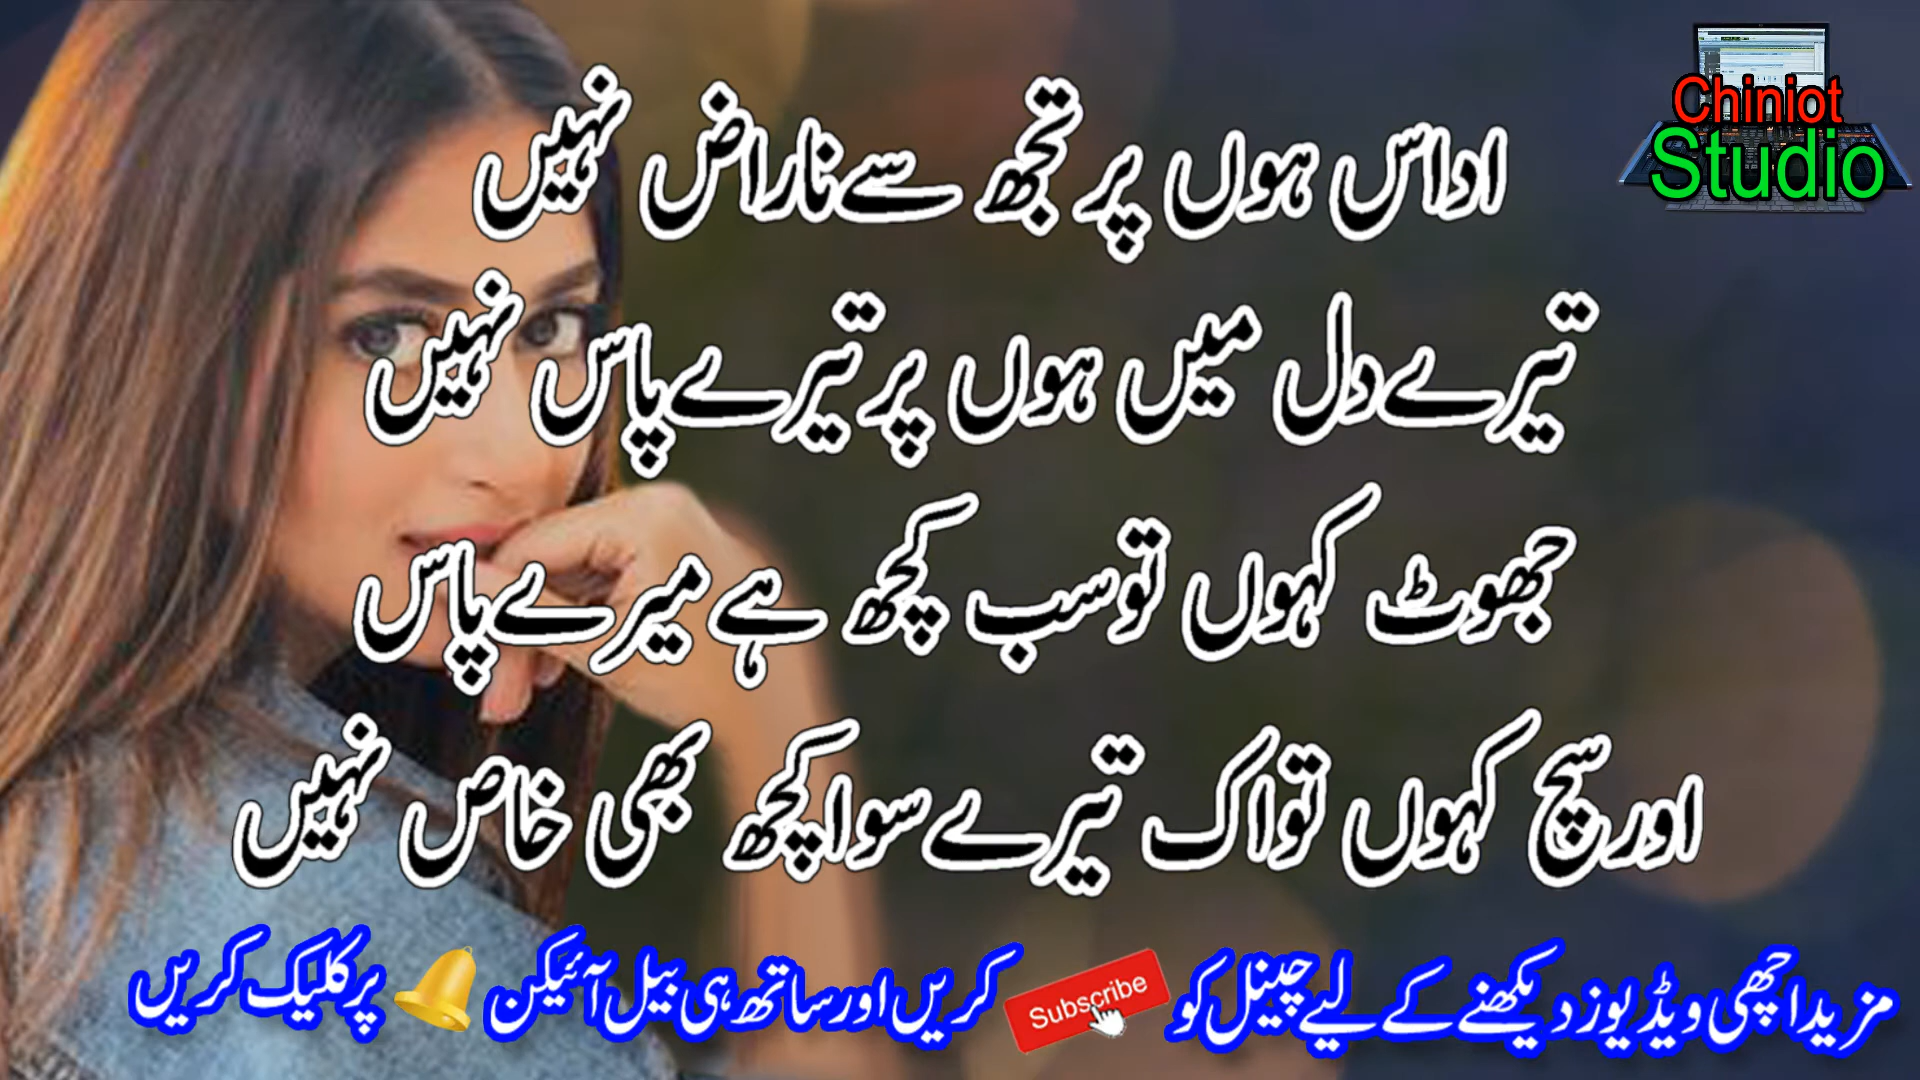 Chiniot
Studio
اداس ہوں پر تجھ سے ناراض نہیں
تیرے دل میں ہوں پر تیرے پاس نہیں
جھوٹ کہوں تو سب کچھ ہے میرے پاس
اور سچ کہوں تو اک تیرے سوا کچھ بھی خاص نہیں
مزید اچھی ویڈیوز دیکھنے کے لیے چینل کو Subscribe کریں اور ساتھ ہی بیل آئیکن پر کلیک کریں